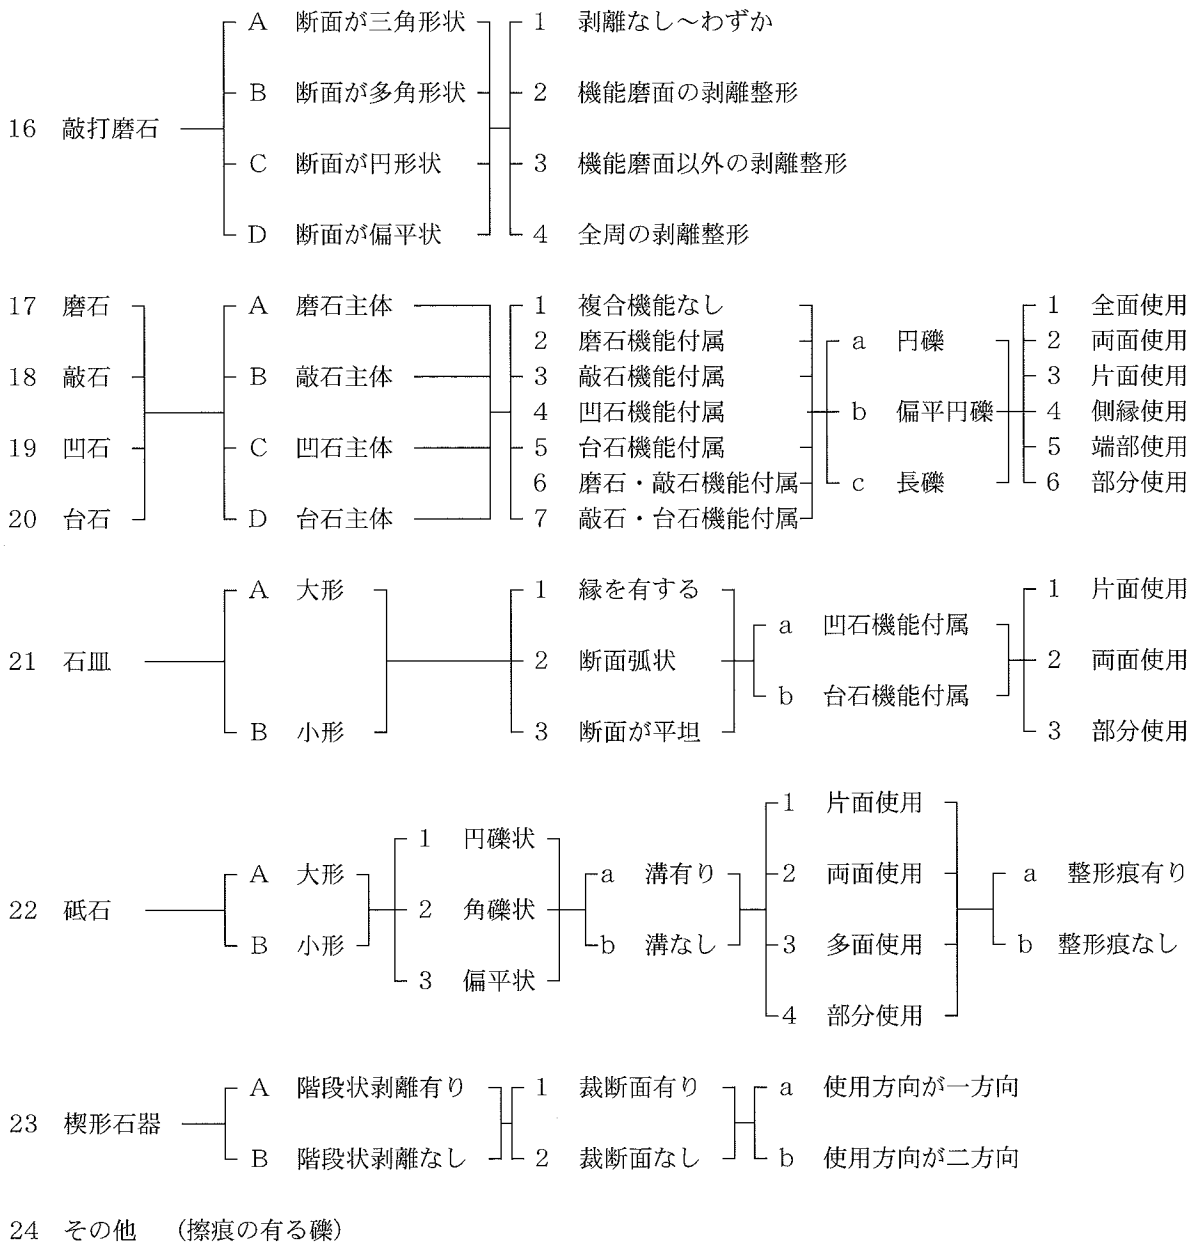 A 断面が三角形状 1 剥離なし～わずか
B 断面が多角形状 2 機能磨面の剥離整形
16 敲打磨石
C 断面が円形状 3 機能磨面以外の剥離整形
D 断面が偏平状 4 全周の剥離整形
17 磨石 A 磨石主体 1 複合機能なし 1 全面使用
2 磨石機能付属 a 円礫 2 両面使用
18 敲石 B 敲石主体 3 敲石機能付属 3 片面使用
4 凹石機能付属 b 偏平円礫 4 側縁使用
19 凹石 C 凹石主体 5 台石機能付属 5 端部使用
6 磨石・敲石機能付属 c 長礫 6 部分使用
20 台石 D 台石主体 7 敲石・台石機能付属
A 大形 1 縁を有する 1 片面使用
a 凹石機能付属
21 石皿 2 断面弧状 2 両面使用
b 台石機能付属
B 小形 3 断面が平坦 3 部分使用
1 片面使用
1 円礫状
A 大形 a 溝有り 2 両面使用 a 整形痕有り
22 砥石 2 角礫状
B 小形 b 溝なし 3 多面使用 b 整形痕なし
3 偏平状
4 部分使用
A 階段状剥離有り 1 裁断面有り a 使用方向が一方向
23 楔形石器
B 階段状剥離なし 2 裁断面なし b 使用方向が二方向
24 その他 （擦痕の有る礫）